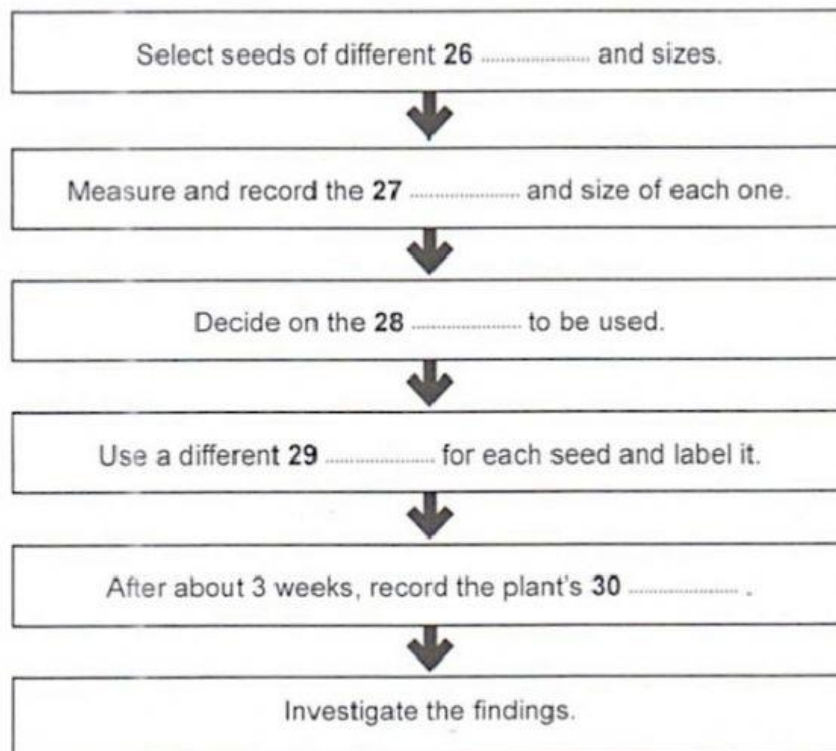 Select seeds of different 26 .................... and sizes.
Measure and record the 27 .................... and size of each one.
Decide on the 28 .................... to be used.
Use a different 29 .................... for each seed and label it.
After about 3 weeks, record the plant's 30 .................... .
Investigate the findings.